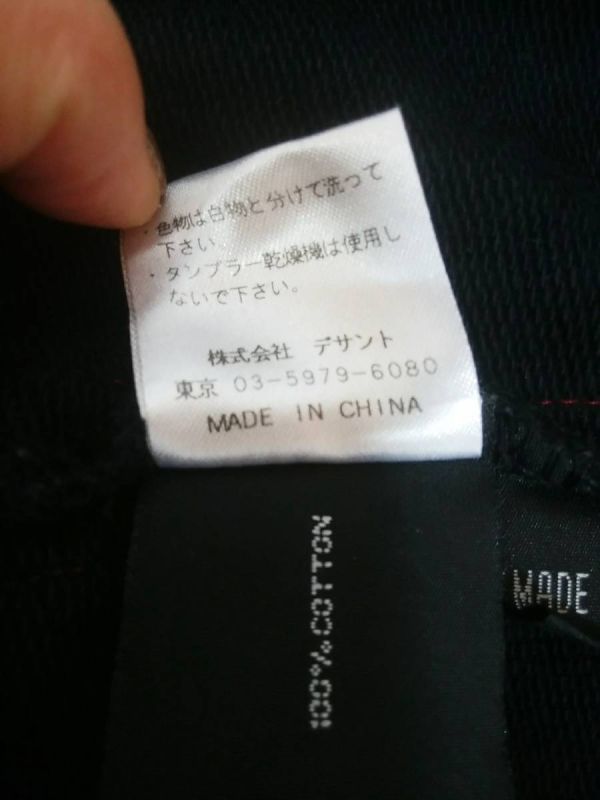 ・色物は白物と分けて洗って
下さい。
・タンブラー乾燥機は使用し
ないで下さい。
株式会社 デサント
東京 03-5979-6080
MADE IN CHINA
100%COTTON
MADE